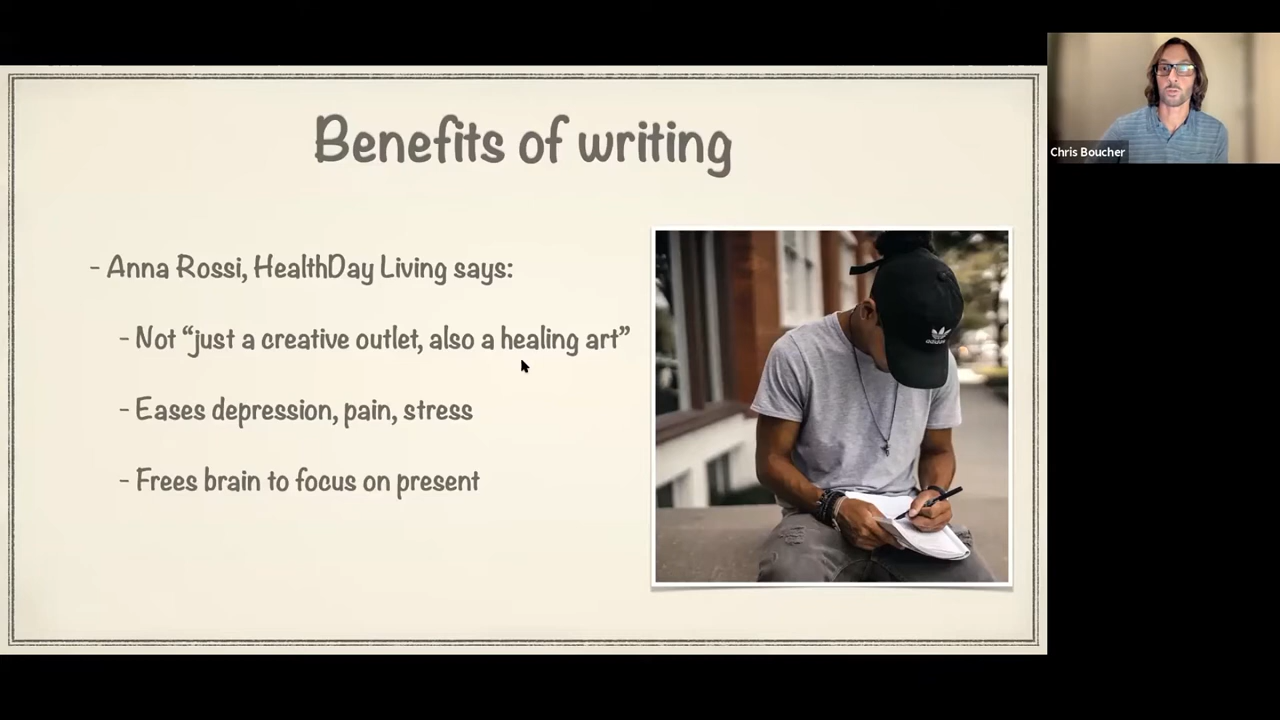 Benefits of writing
- Anna Rossi, HealthDay Living says:
- Not “just a creative outlet, also a healing art”
- Eases depression, pain, stress
- Frees brain to focus on present
adidas
Chris Boucher